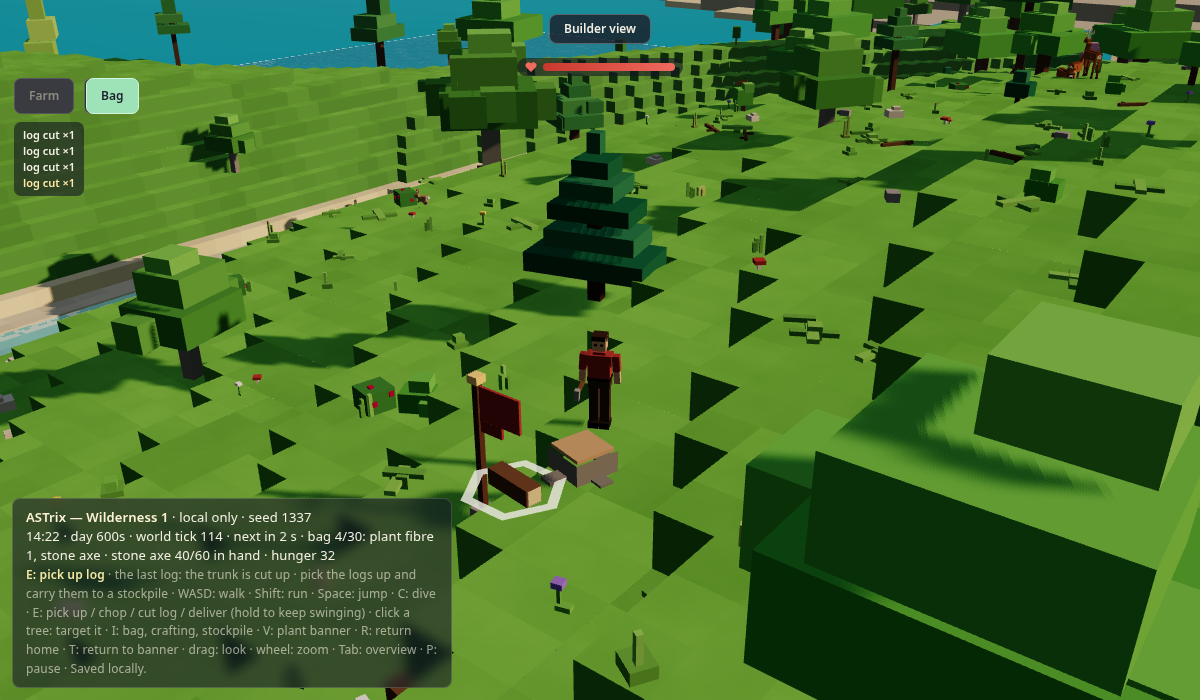 Builder view
Farm
Bag
log cut ×1
log cut ×1
log cut ×1
log cut ×1
ASTrix — Wilderness 1 · local only · seed 1337
14:22 · day 600s · world tick 114 · next in 2 s · bag 4/30: plant fibre
1, stone axe · stone axe 40/60 in hand · hunger 32
E: pick up log · the last log: the trunk is cut up · pick the logs up and
carry them to a stockpile · WASD: walk · Shift: run · Space: jump · C: dive
· E: pick up / chop / cut log / deliver (hold to keep swinging) · click a
tree: target it · I: bag, crafting, stockpile · V: plant banner · R: return
home · T: return to banner · drag: look · wheel: zoom · Tab: overview · P:
pause · Saved locally.